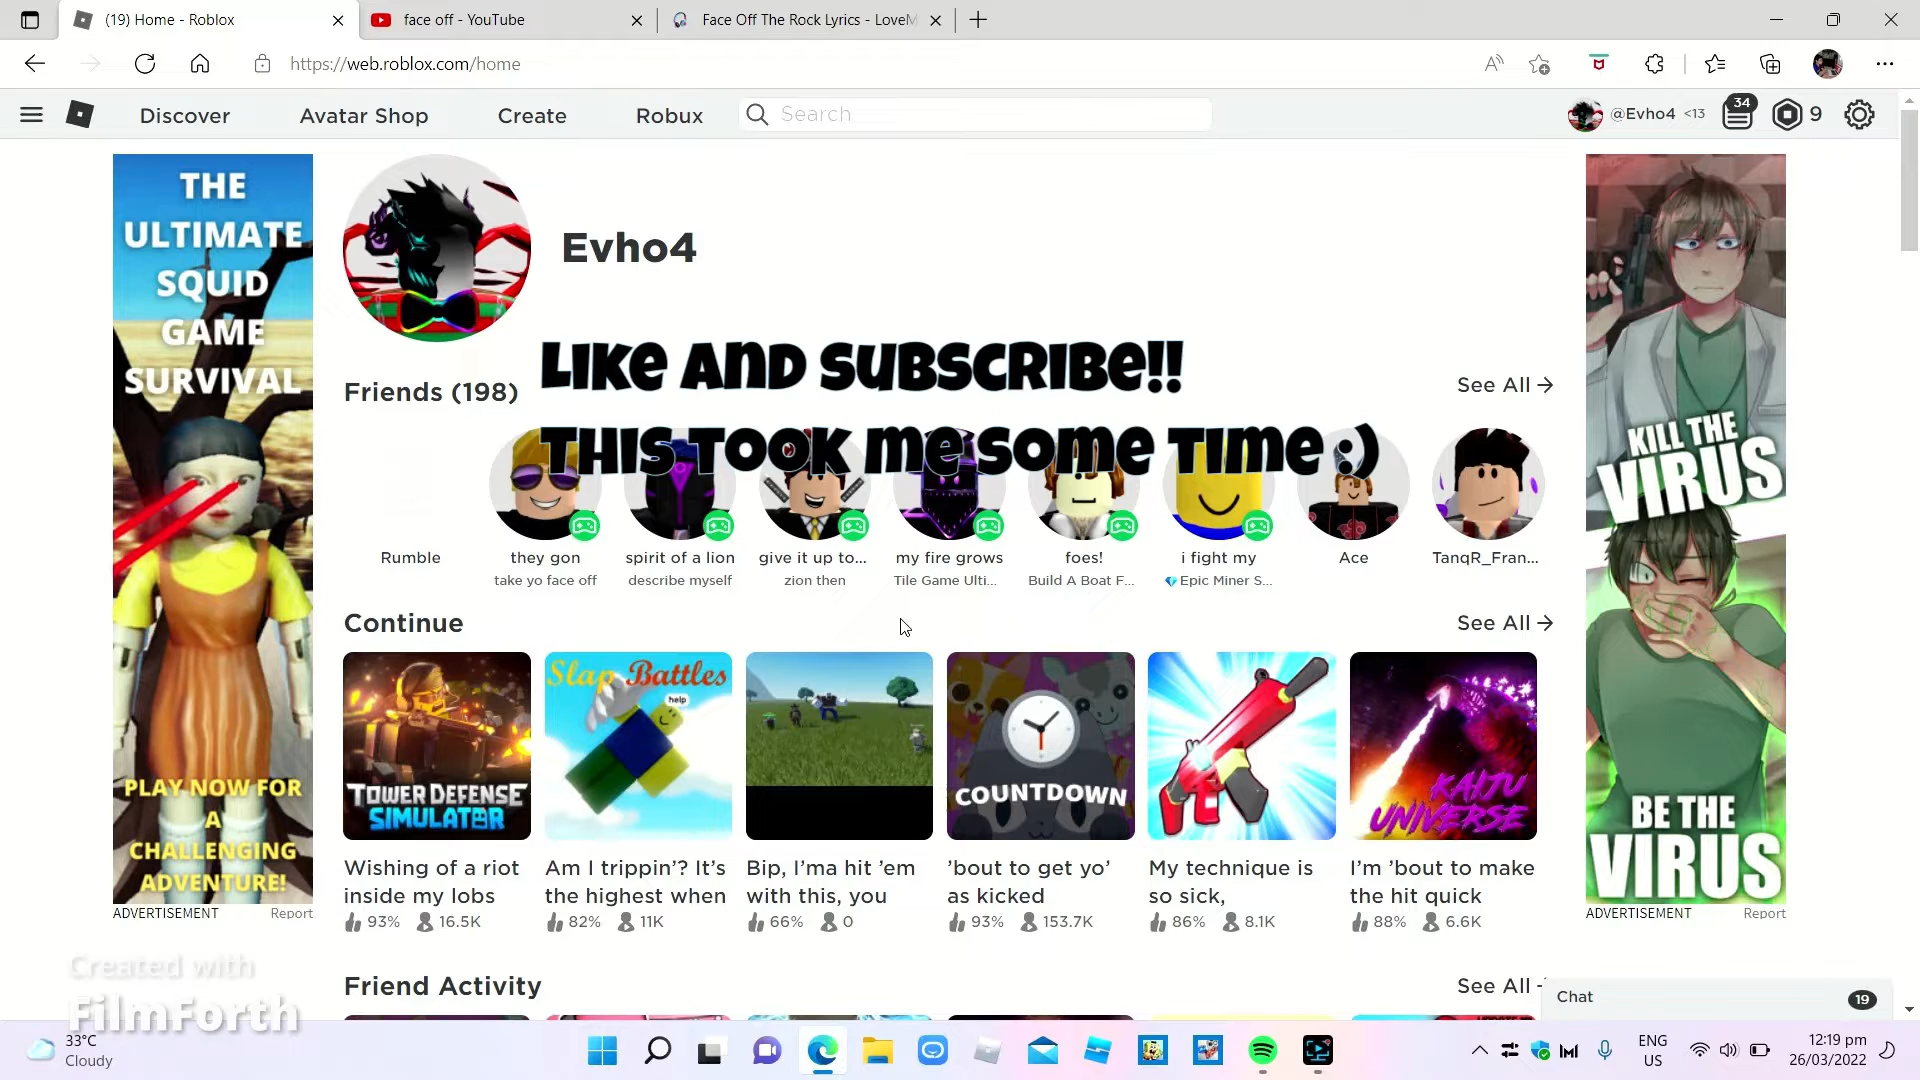 (19) Home - Roblox
face off - YouTube
Face Off The Rock Lyrics - LoveM
https://web.roblox.com/home
Discover
Avatar Shop
Create
Robux
Search
@Evho4 <13
34
9
THE
ULTIMATE
SQUID
GAME
SURVIVAL
PLAY NOW FOR
A
CHALLENGING
ADVENTURE!
ADVERTISEMENT
Report
Evho4
LIKE AND SUBSCRIBE!!
THIS TOOK ME SOME TIME :)
Friends (198)
See All →
Rumble
they gon
take yo face off
spirit of a lion
describe myself
give it up to...
zion then
my fire grows
Tile Game Ulti...
foes!
Build A Boat F...
i fight my
Epic Miner S...
Ace
TanqR_Fran...
Continue
See All →
TOWER DEFENSE
SIMULATOR
Wishing of a riot
inside my lobs
93% 16.5K
Slap Battles
help
Am I trippin’? It’s
the highest when
82% 11K
Bip, I’ma hit ’em
with this, you
66% 0
COUNTDOWN
’bout to get yo’
as kicked
93% 153.7K
My technique is
so sick,
86% 8.1K
KAIJU
UNIVERSE
I’m ’bout to make
the hit quick
88% 6.6K
KILL THE
VIRUS
BE THE
VIRUS
ADVERTISEMENT
Report
Friend Activity
See All
Chat
19
Created with
FilmForth
33°C
Cloudy
ENG
US
12:19 pm
26/03/2022